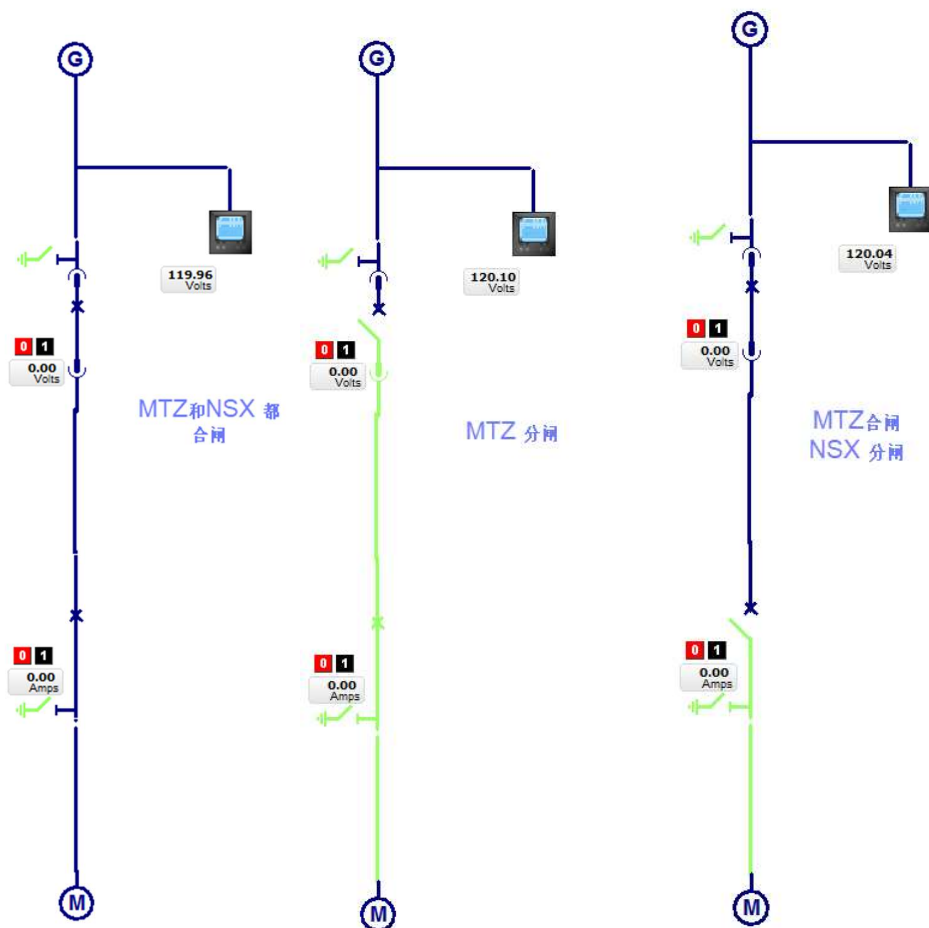 G
119.96
Volts
0 1
0.00
Volts
MTZ和NSX 都
合闸
0 1
0.00
Amps
M
G
120.10
Volts
0 1
0.00
Volts
MTZ 分闸
0 1
0.00
Amps
M
G
120.04
Volts
0 1
0.00
Volts
MTZ合闸
NSX 分闸
0 1
0.00
Amps
M